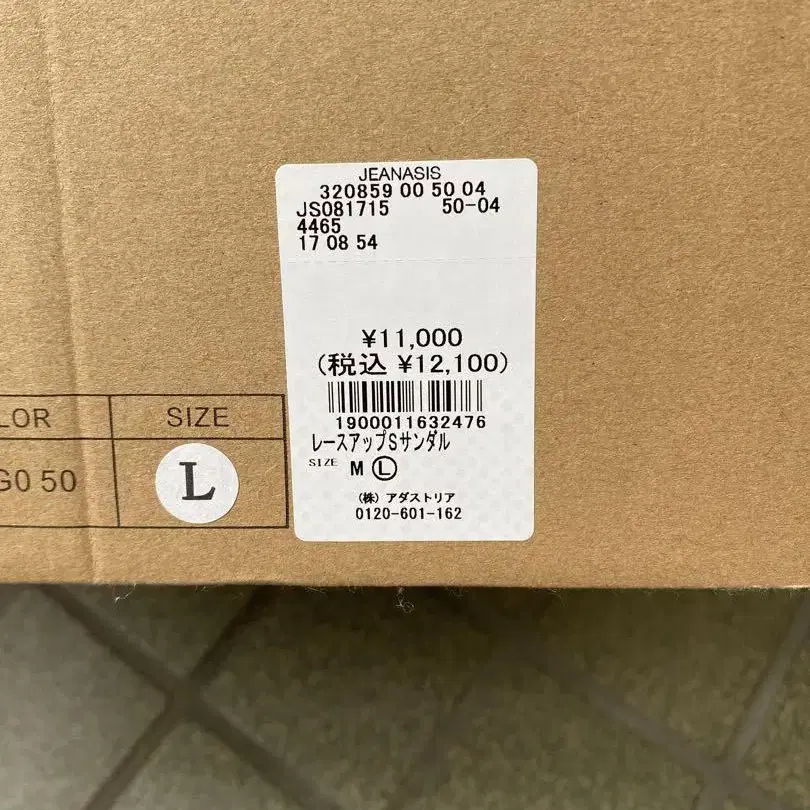 JEANASIS
320859 00 50 04
JS081715 50-04
4465
17 08 54
¥11,000
(税込 ¥12,100)
1900011632476
レースアップSサンダル
SIZE M L
(株) アダストリア
0120-601-162
LOR SIZE
G0 50 L